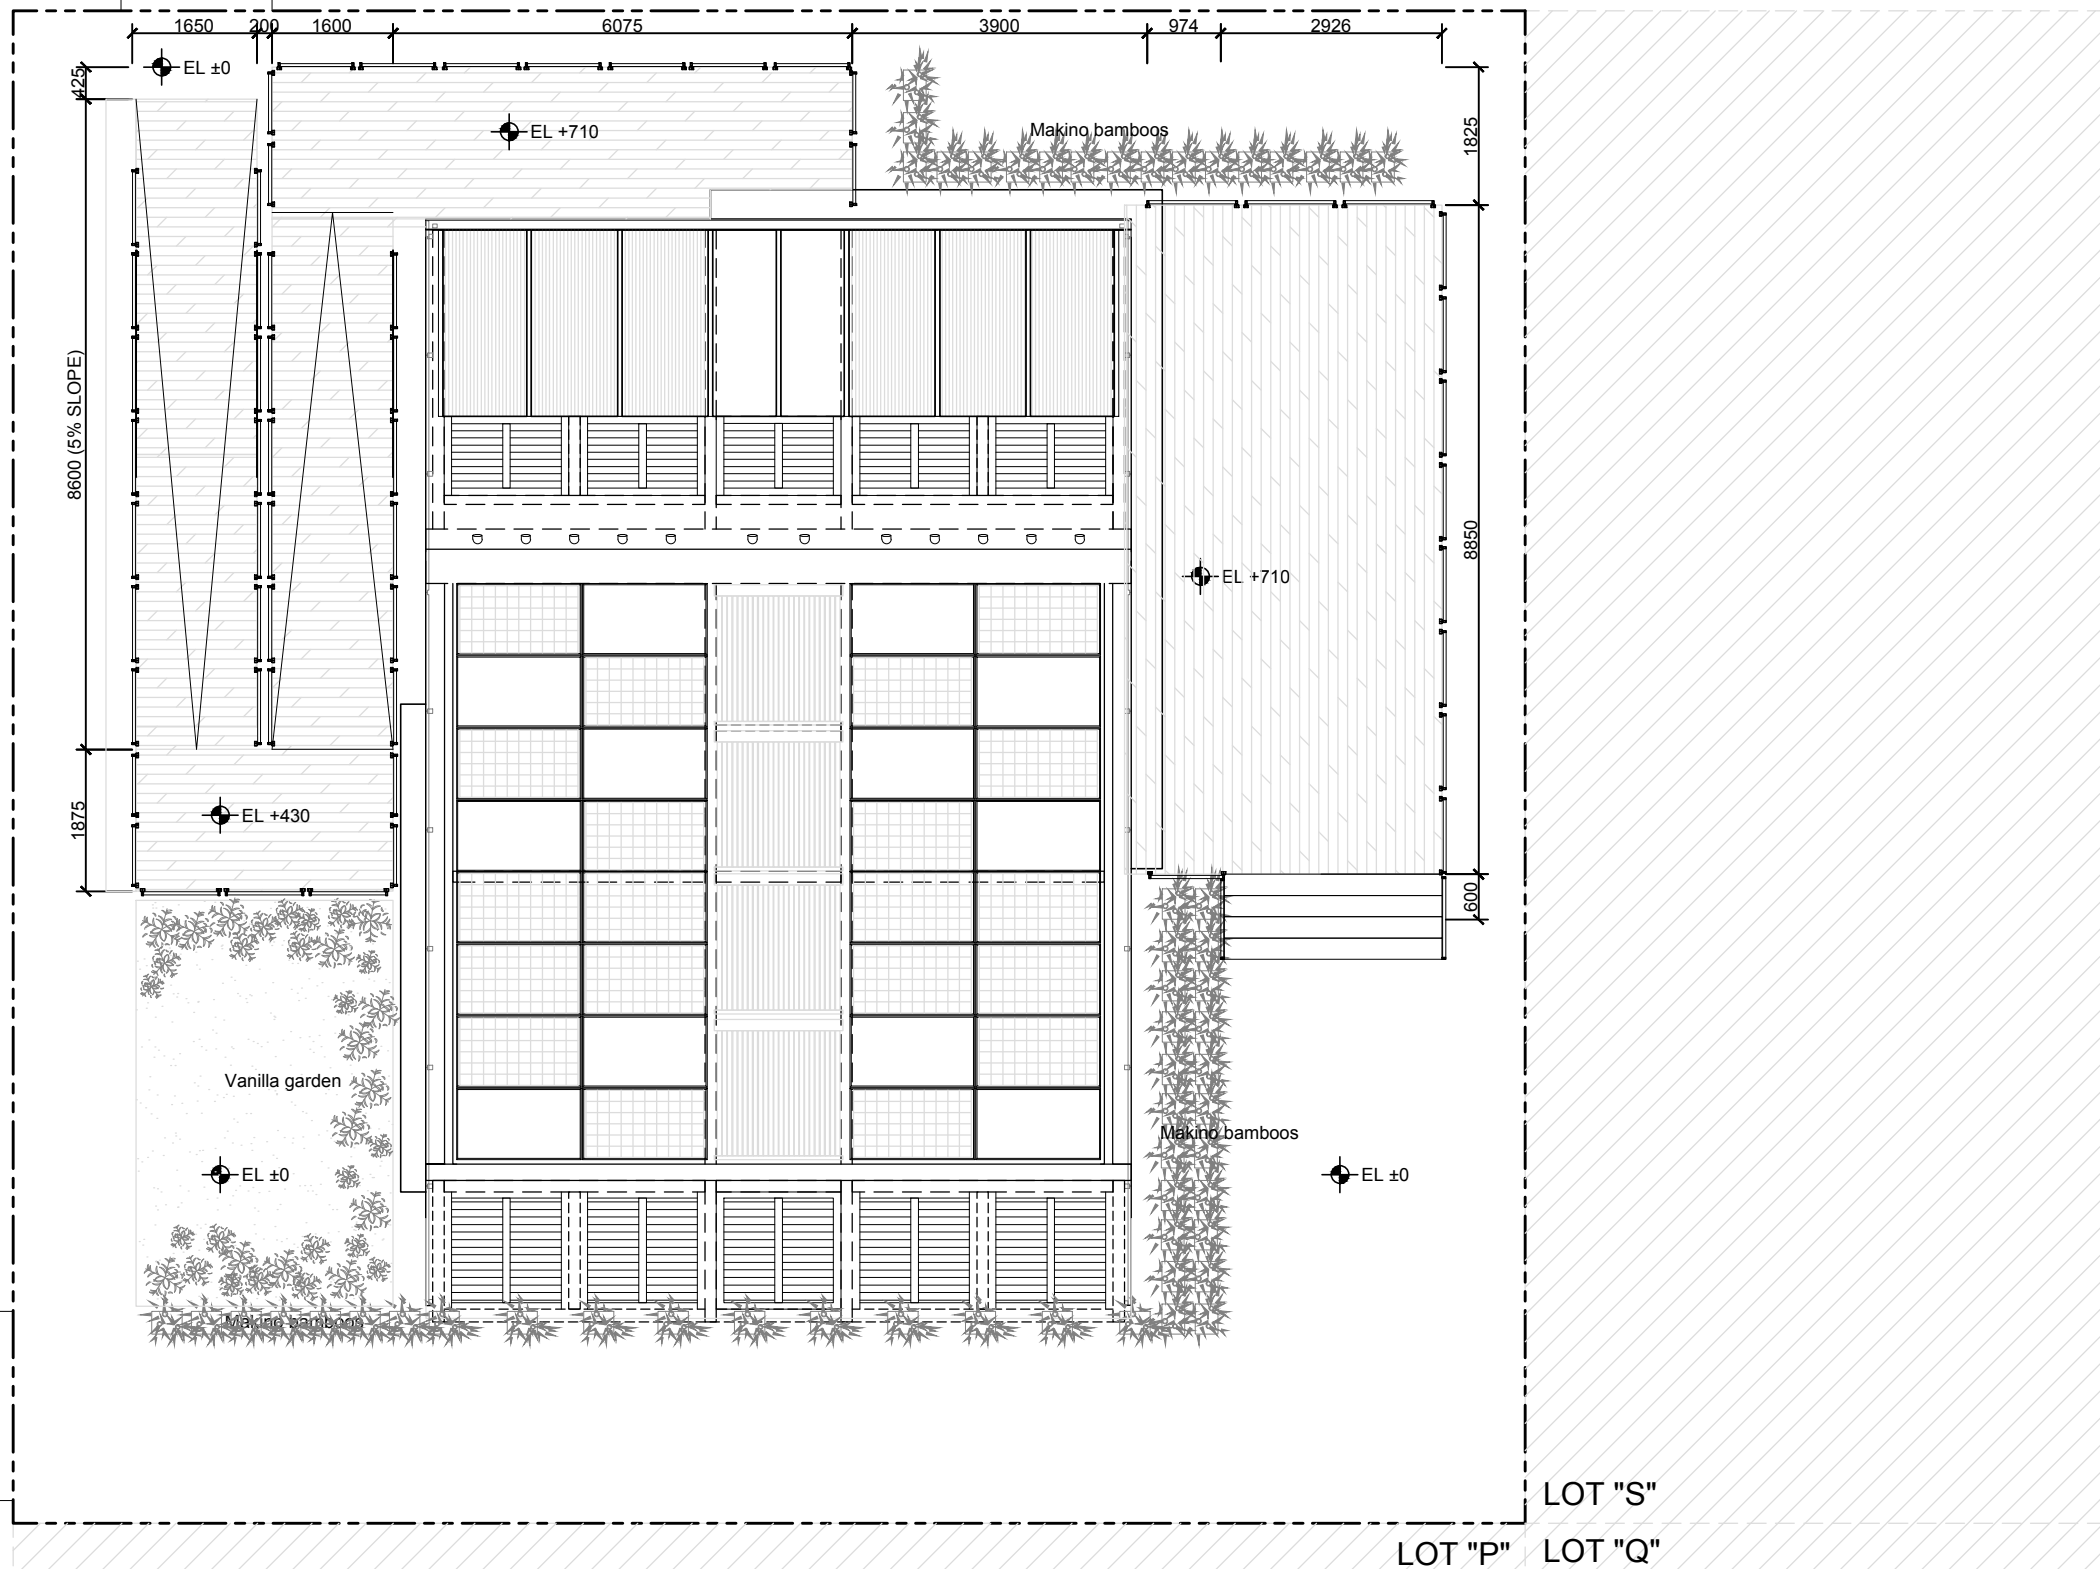 1650 200 1600 6075 3900 974 2926
425
EL ±0
EL +710
Makino bamboos
1825
8600 (5% SLOPE)
8850
EL +710
1875
EL +430
600
Vanilla garden
Makino bamboos
EL ±0
EL ±0
Makino bamboos
LOT "S"
LOT "P"
LOT "Q"